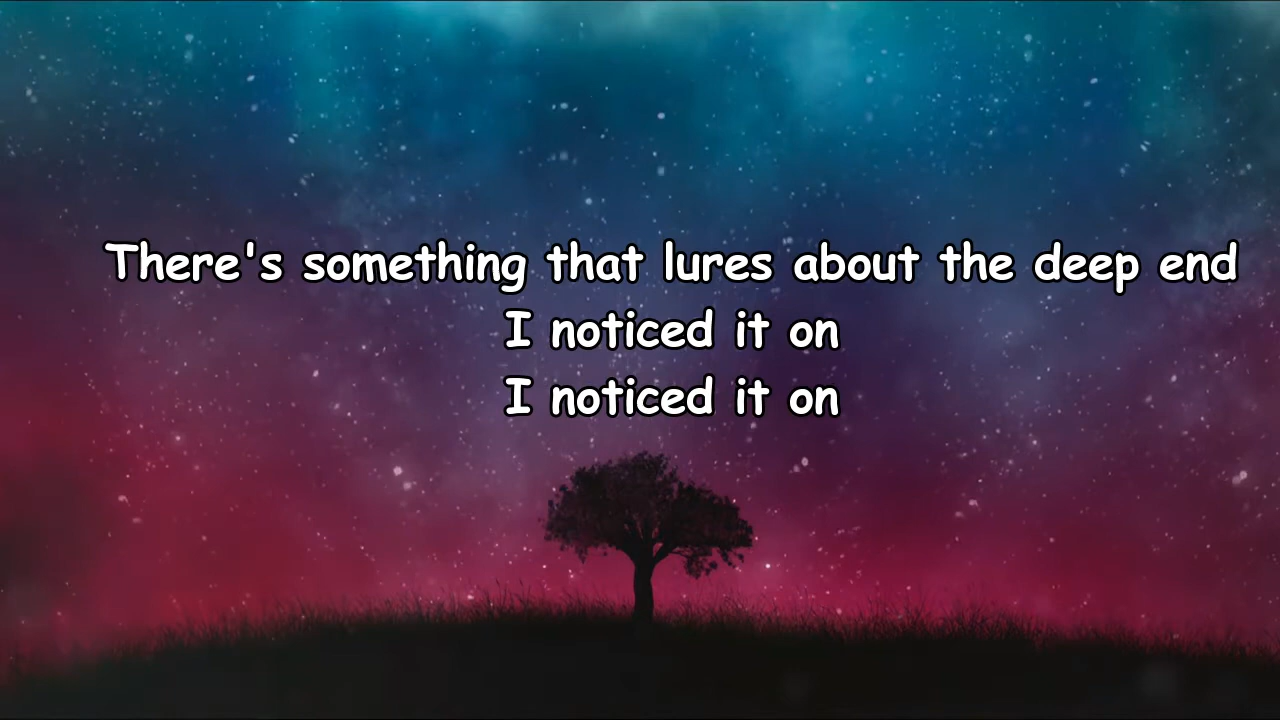 There's something that lures about the deep end
I noticed it on
I noticed it on